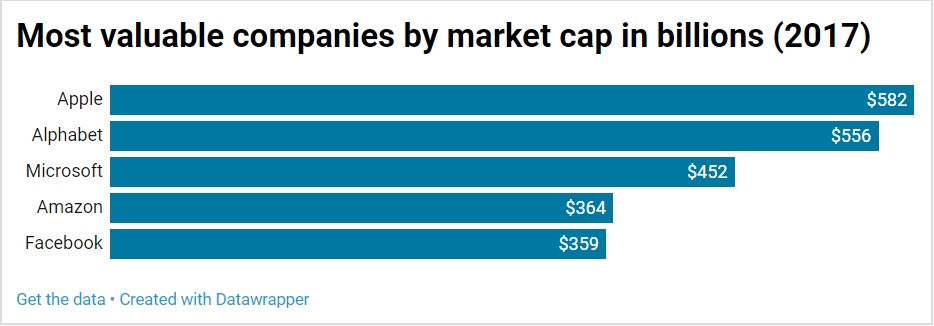 Most valuable companies by market cap in billions (2017)
Apple $582
Alphabet $556
Microsoft $452
Amazon $364
Facebook $359
Get the data • Created with Datawrapper